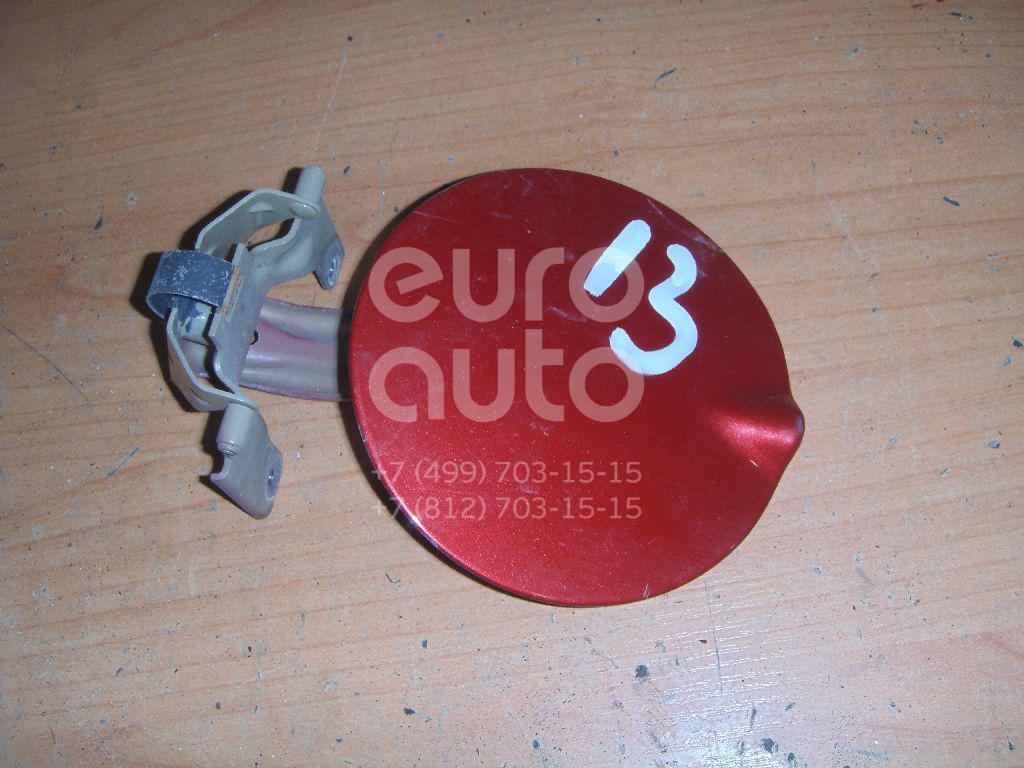 13
euro
auto
+7 (499) 703-15-15
+7 (812) 703-15-15